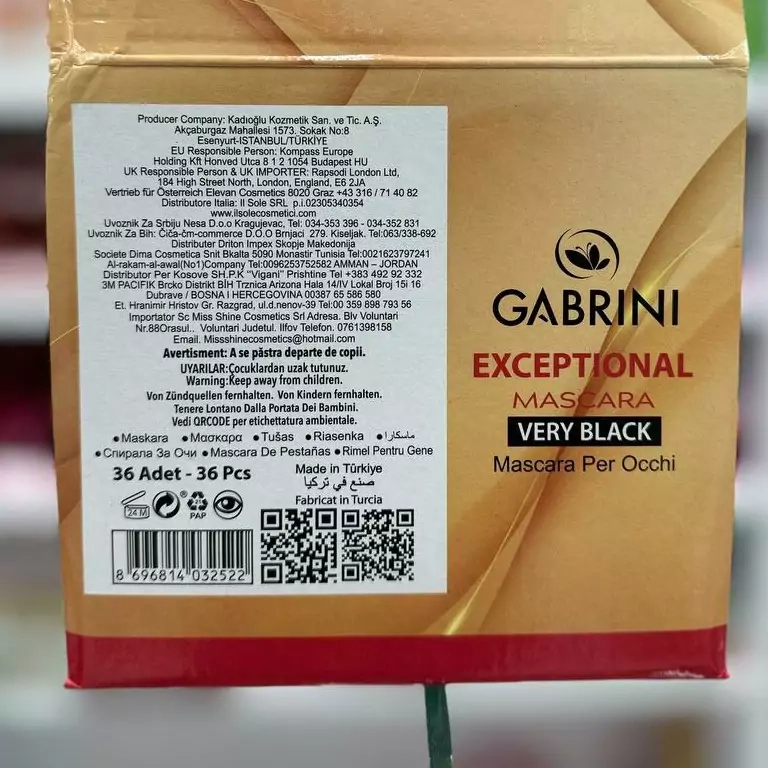 Producer Company: Kadıoğlu Kozmetik San. ve Tic. A.Ş.
Akçaburgaz Mahallesi 1573. Sokak No:8
Esenyurt-ISTANBUL/TÜRKİYE
EU Responsible Person: Kompass Europe
Holding Kft Honved Utca 8 1 2 1054 Budapest HU
UK Responsible Person & UK IMPORTER: Rapsodi London Ltd,
184 High Street North, London, England, E6 2JA
Vertrieb für Österreich Elevan Cosmetics 8020 Graz +43 316 / 71 40 82
Distributore Italia: Il Sole SRL p.i.02305340354
www.ilsolecosmetici.com
Uvoznik Za Srbiju Nesa D.o.o Kragujevac, Tel: 034-353 396 - 034-352 831
Uvoznik Za Bih: Čiča-čm-commerce D.O.O Brnjaci 279. Kiseljak. Tel:063/338-692
Distributer Driton Impex Skopje Makedonija
Societe Dima Cosmetica Snit Bkalta 5090 Monastir Tunisia Tel:0021623797241
Al-rakam-al-awal(No1)Company Tel:0096253752582 AMMAN – JORDAN
Distributor Per Kosove SH.P.K "Vigani" Prishtine Tel +383 492 92 332
3M PACIFIK Brcko Distrikt BİH Trznica Arizona Hala 14/IV Lokal Broj 15i 16
Dubrave / BOSNA I HERCEGOVINA 00387 65 586 580
Et. Hranimir Hristov Gr. Razgrad, ul.d.nenov-39 Tel:00 359 898 793 56
Importator Sc Miss Shine Cosmetics Srl Adresa. Blv Voluntari
Nr.88Orasul.. Voluntari Judetul. Ilfov Telefon. 0761398158
Email. Missshinecosmetics@hotmail.com
Avertisment: A se păstra departe de copii.
UYARILAR:Çocuklardan uzak tutunuz.
Warning:Keep away from children.
Von Zündquellen fernhalten. Von Kindern fernhalten.
Tenere Lontano Dalla Portata Dei Bambini.
Vedi QRCODE per etichettatura ambientale.
• Maskara • Μασκαρα • Tušas • Riasenka • ماسكارا
• Спирала За Очи • Mascara De Pestañas • Rimel Pentru Gene
36 Adet - 36 Pcs
Made in Türkiye
صنع في تركيا
Fabricat in Turcia
24 M
®
21
PAP
8 696814 032522
GABRINI
EXCEPTIONAL
MASCARA
VERY BLACK
Mascara Per Occhi